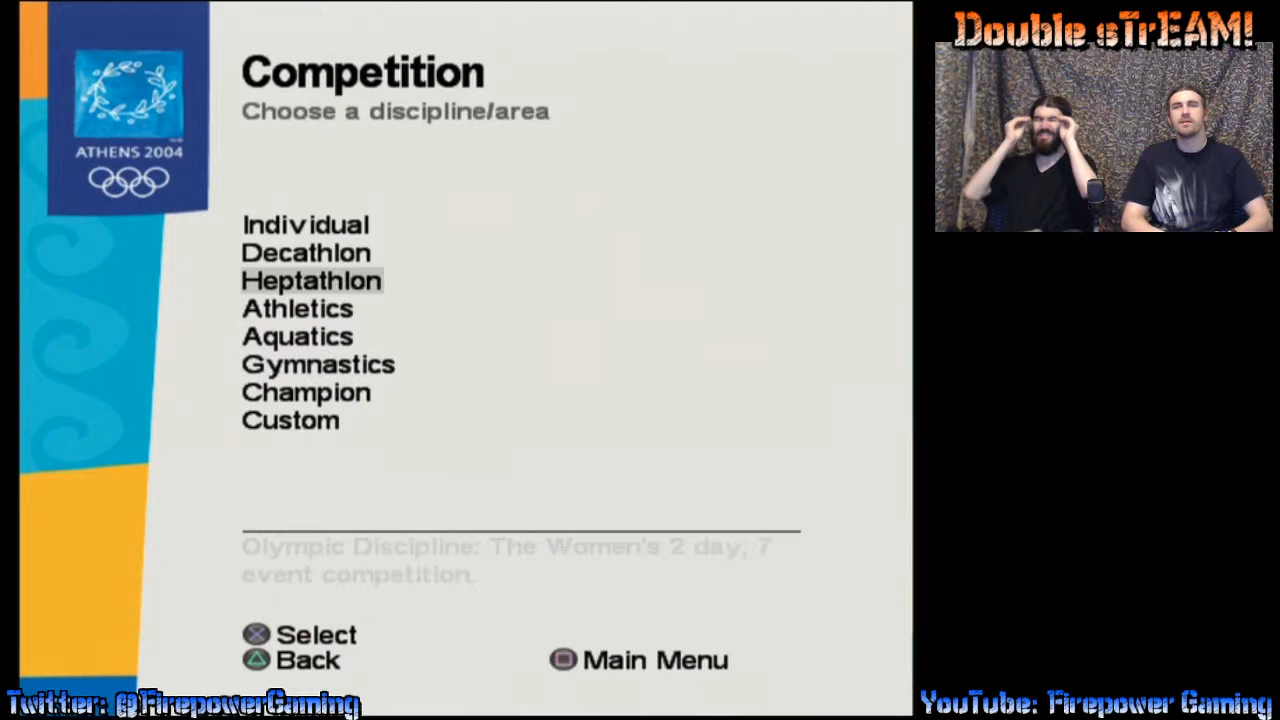 Double sTrEAM!
Competition
Choose a discipline/area
ATHENS 2004
Individual
Decathlon
Heptathlon
Athletics
Aquatics
Gymnastics
Champion
Custom
Olympic Discipline: The Women's 2 day, 7
event competition.
Select
Back
Main Menu
Twitter: @FirepowerGaming
YouTube: Firepower Gaming